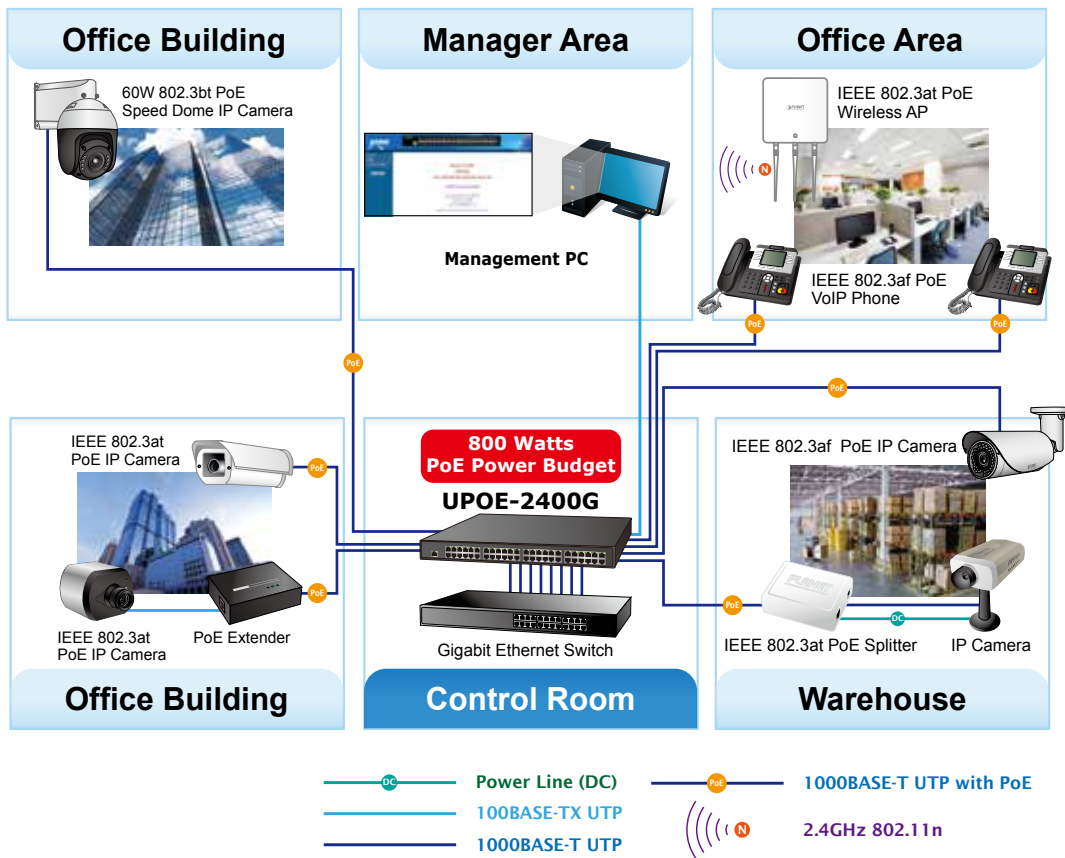 Office Building
60W 802.3bt PoE
Speed Dome IP Camera
Manager Area
Management PC
Office Area
IEEE 802.3at PoE
Wireless AP
PLANET
N
IEEE 802.3af PoE
VoIP Phone
PoE
PoE
PoE
PoE
IEEE 802.3at
PoE IP Camera
PoE
IEEE 802.3at
PoE IP Camera
PoE Extender
PoE
Office Building
800 Watts
PoE Power Budget
UPOE-2400G
Gigabit Ethernet Switch
Control Room
IEEE 802.3af PoE IP Camera
PoE
PLANET
DC
IEEE 802.3at PoE Splitter
IP Camera
Warehouse
DC
Power Line (DC)
100BASE-TX UTP
1000BASE-T UTP
PoE
1000BASE-T UTP with PoE
N
2.4GHz 802.11n